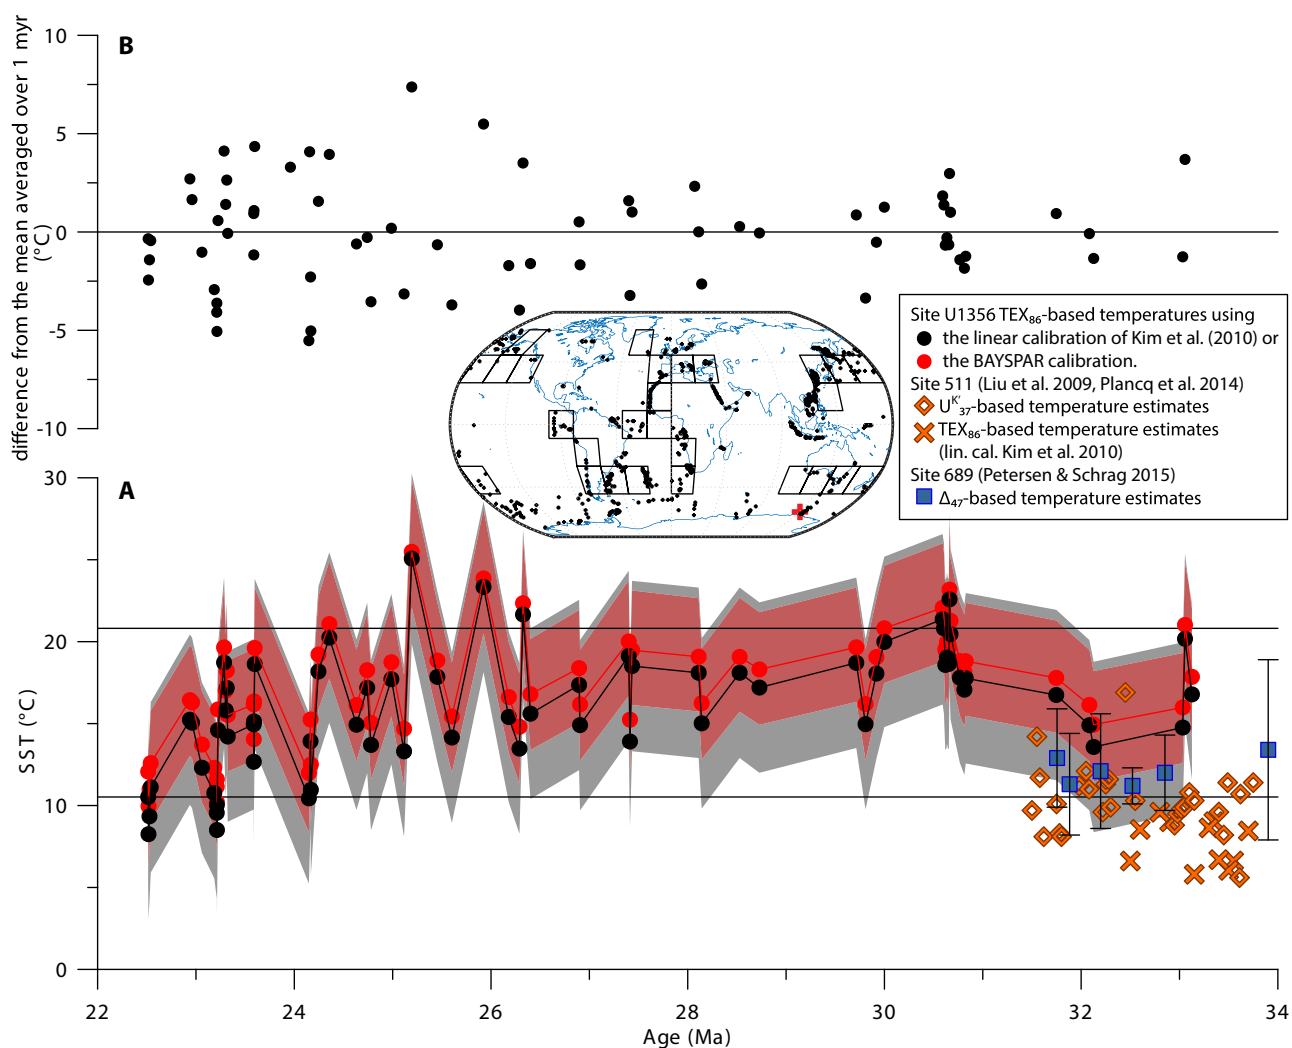 B
difference from the mean averaged over 1 myr
(°C)
10
5
0
-5
-10
Site U1356 TEX₈₆-based temperatures using
the linear calibration of Kim et al. (2010) or
the BAYSPAR calibration.
Site 511 (Liu et al. 2009, Plancq et al. 2014)
Uᴷ'₃₇-based temperature estimates
TEX₈₆-based temperature estimates
(lin. cal. Kim et al. 2010)
Site 689 (Petersen & Schrag 2015)
Δ₄₇-based temperature estimates
A
SST (°C)
30
20
10
0
22 24 26 28 30 32 34
Age (Ma)